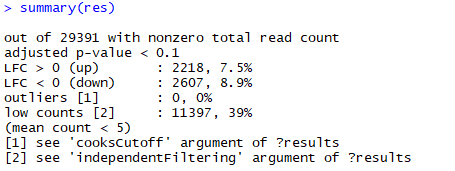 > summary(res)
out of 29391 with nonzero total read count
adjusted p-value < 0.1
LFC > 0 (up)       : 2218, 7.5%
LFC < 0 (down)     : 2607, 8.9%
outliers [1]       : 0, 0%
low counts [2]     : 11397, 39%
(mean count < 5)
[1] see 'cooksCutoff' argument of ?results
[2] see 'independentFiltering' argument of ?results